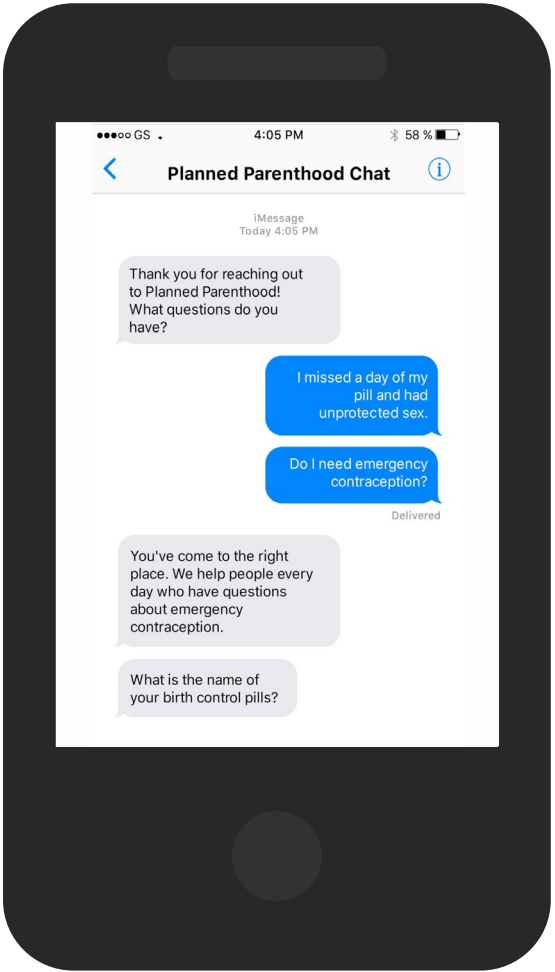 ●●●○○ GS 4:05 PM 58 %
Planned Parenthood Chat
iMessage
Today 4:05 PM
Thank you for reaching out
to Planned Parenthood!
What questions do you
have?
I missed a day of my
pill and had
unprotected sex.
Do I need emergency
contraception?
Delivered
You've come to the right
place. We help people every
day who have questions
about emergency
contraception.
What is the name of
your birth control pills?